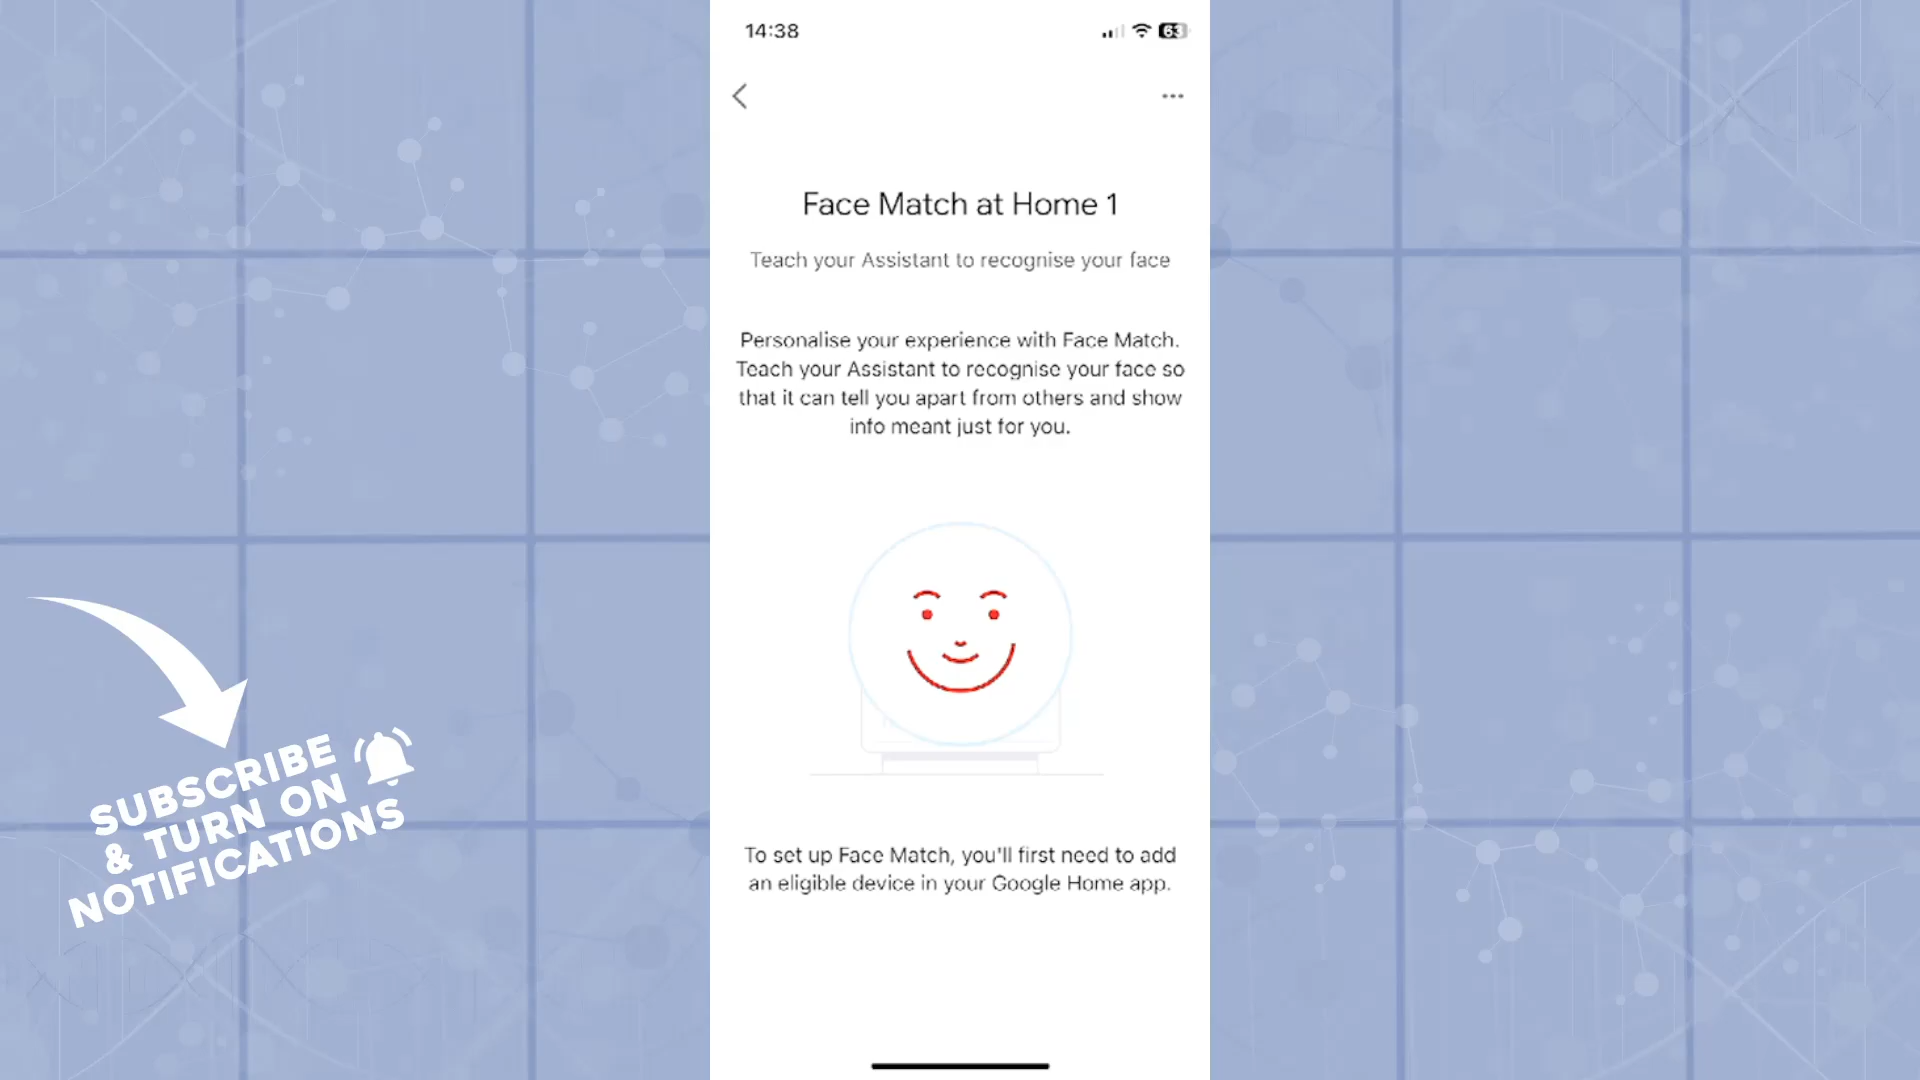 14:38
63
Face Match at Home 1
Teach your Assistant to recognise your face
Personalise your experience with Face Match.
Teach your Assistant to recognise your face so
that it can tell you apart from others and show
info meant just for you.
SUBSCRIBE
& TURN ON
NOTIFICATIONS
To set up Face Match, you'll first need to add
an eligible device in your Google Home app.